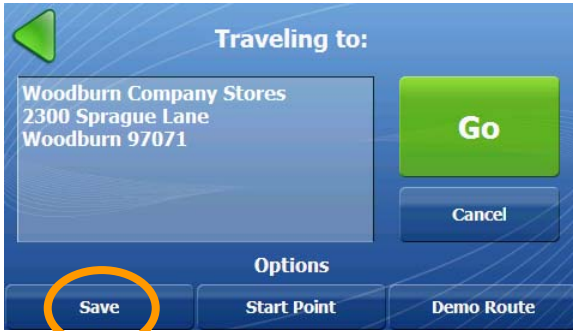 Traveling to:
Woodburn Company Stores
2300 Sprague Lane
Woodburn 97071
Go
Cancel
Options
Save
Start Point
Demo Route